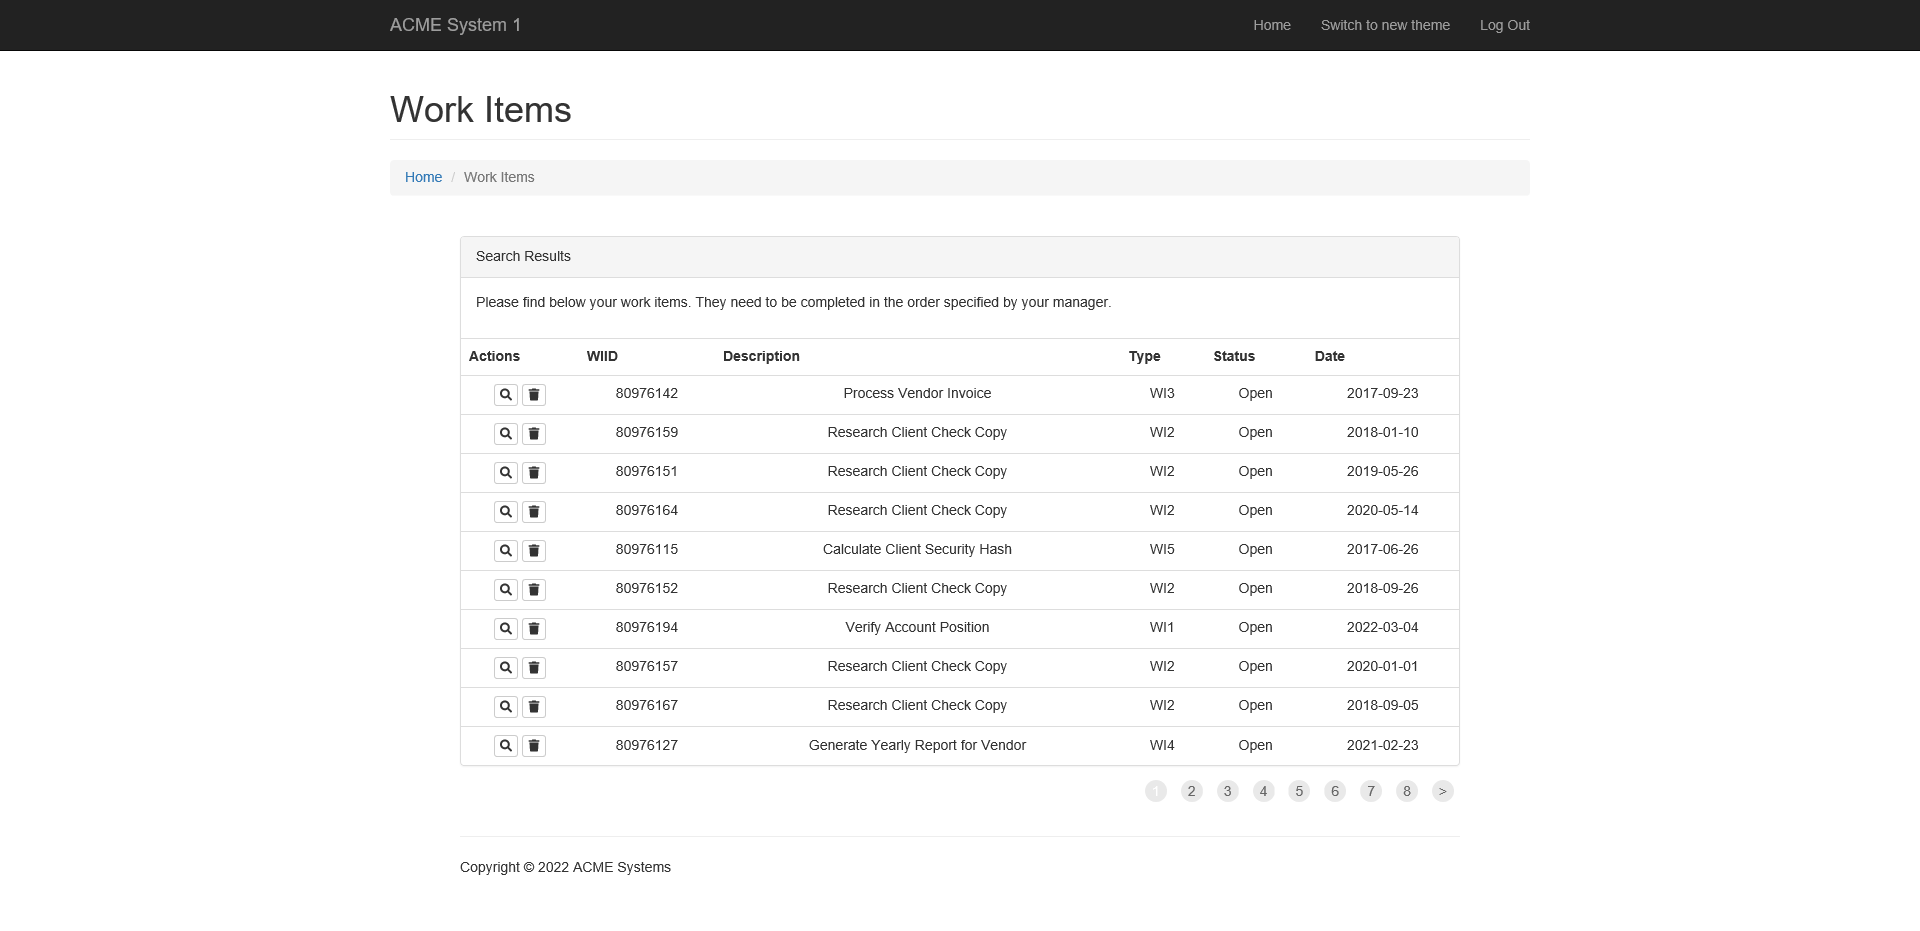 ACME System 1 Home Switch to new theme Log Out
Work Items
Home / Work Items
Search Results
Please find below your work items. They need to be completed in the order specified by your manager.
Actions WIID Description Type Status Date
80976142 Process Vendor Invoice WI3 Open 2017-09-23
80976159 Research Client Check Copy WI2 Open 2018-01-10
80976151 Research Client Check Copy WI2 Open 2019-05-26
80976164 Research Client Check Copy WI2 Open 2020-05-14
80976115 Calculate Client Security Hash WI5 Open 2017-06-26
80976152 Research Client Check Copy WI2 Open 2018-09-26
80976194 Verify Account Position WI1 Open 2022-03-04
80976157 Research Client Check Copy WI2 Open 2020-01-01
80976167 Research Client Check Copy WI2 Open 2018-09-05
80976127 Generate Yearly Report for Vendor WI4 Open 2021-02-23
1 2 3 4 5 6 7 8 >
Copyright © 2022 ACME Systems